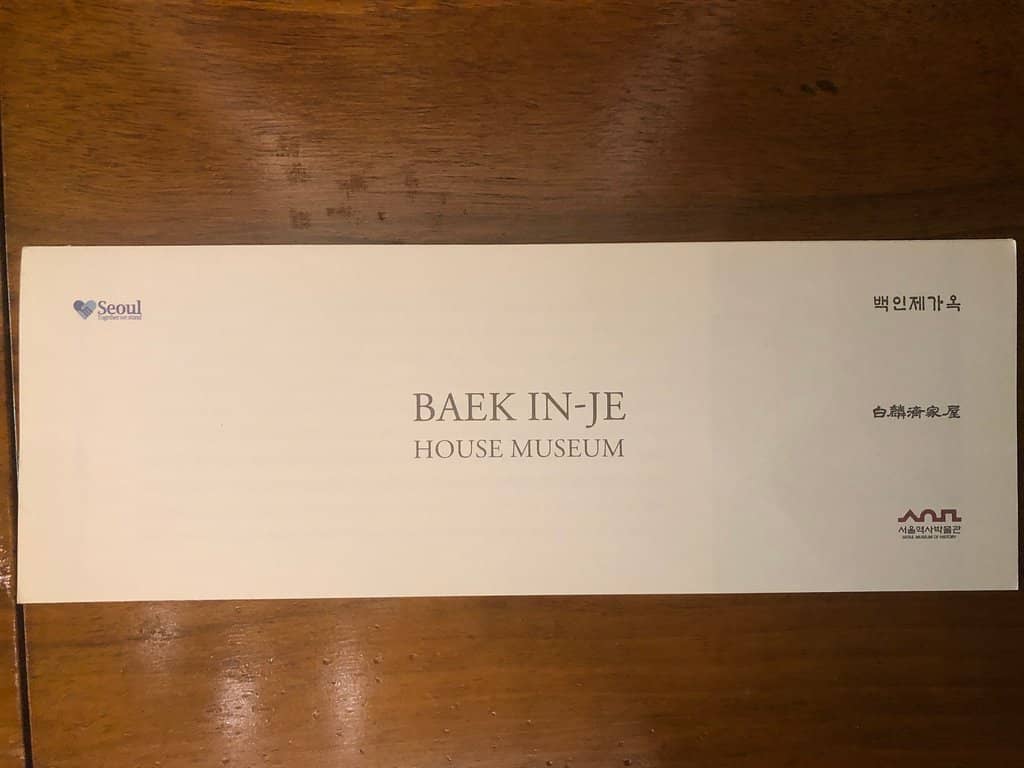 Seoul
Together we stand
백인제가옥
BAEK IN-JE
HOUSE MUSEUM
白麟濟家屋
서울역사박물관
SEOUL MUSEUM OF HISTORY